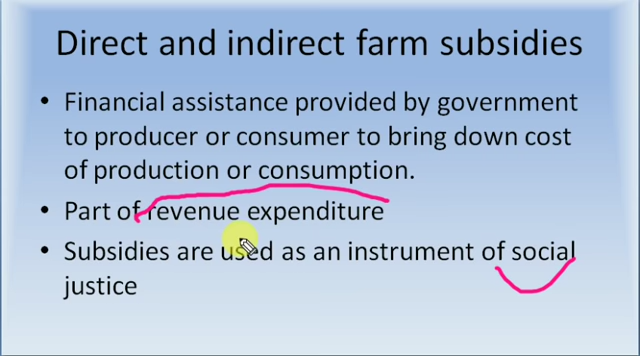 Direct and indirect farm subsidies
• Financial assistance provided by government
to producer or consumer to bring down cost
of production or consumption.
• Part of revenue expenditure
• Subsidies are used as an instrument of social
justice